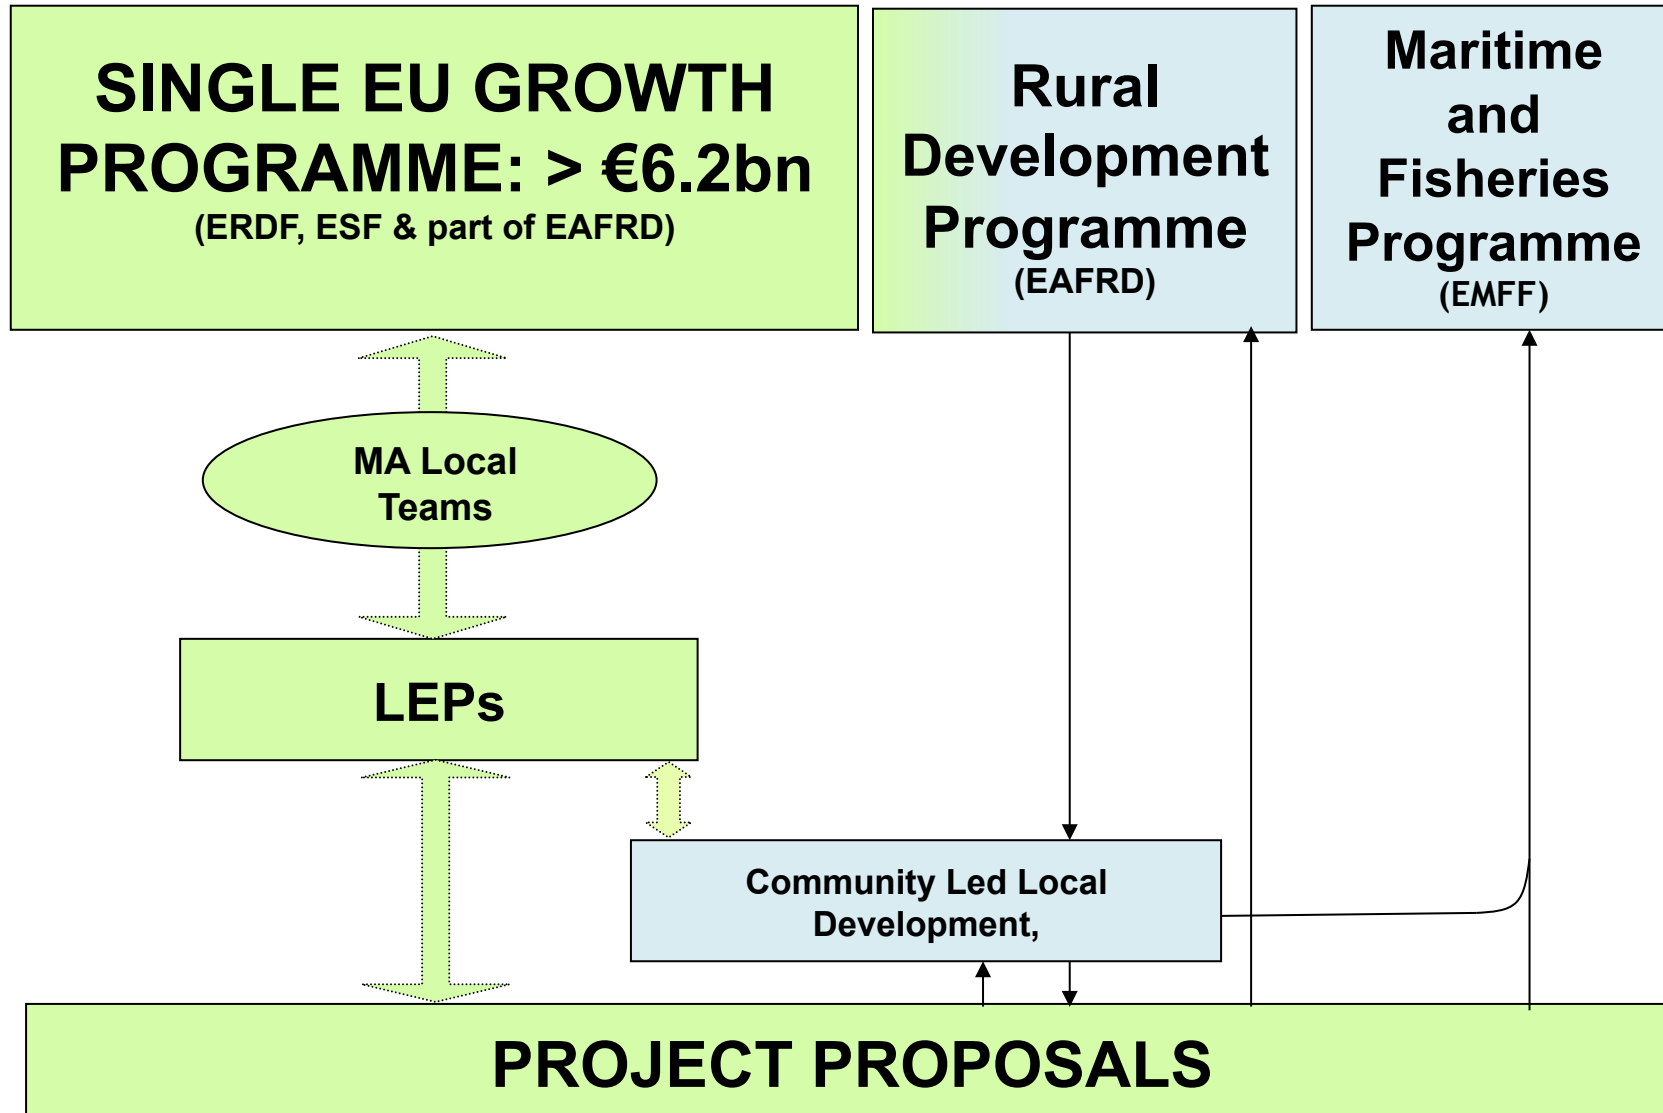 SINGLE EU GROWTH
PROGRAMME: > €6.2bn
(ERDF, ESF & part of EAFRD)
Rural
Development
Programme
(EAFRD)
Maritime
and
Fisheries
Programme
(EMFF)
MA Local
Teams
LEPs
Community Led Local
Development,
PROJECT PROPOSALS